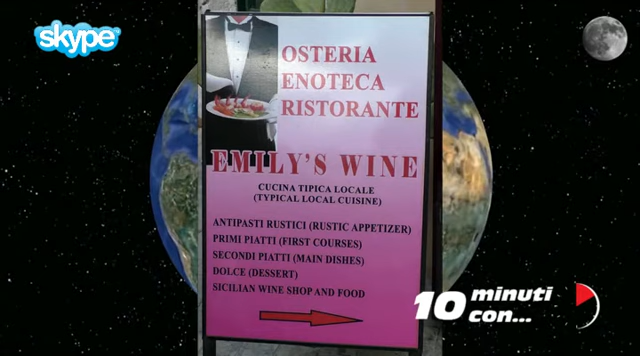 skype
OSTERIA
ENOTECA
RISTORANTE
EMILY'S WINE
CUCINA TIPICA LOCALE
(TYPICAL LOCAL CUISINE)
ANTIPASTI RUSTICI (RUSTIC APPETIZER)
PRIMI PIATTI (FIRST COURSES)
SECONDI PIATTI (MAIN DISHES)
DOLCE (DESSERT)
SICILIAN WINE SHOP AND FOOD
10 minuti
con...